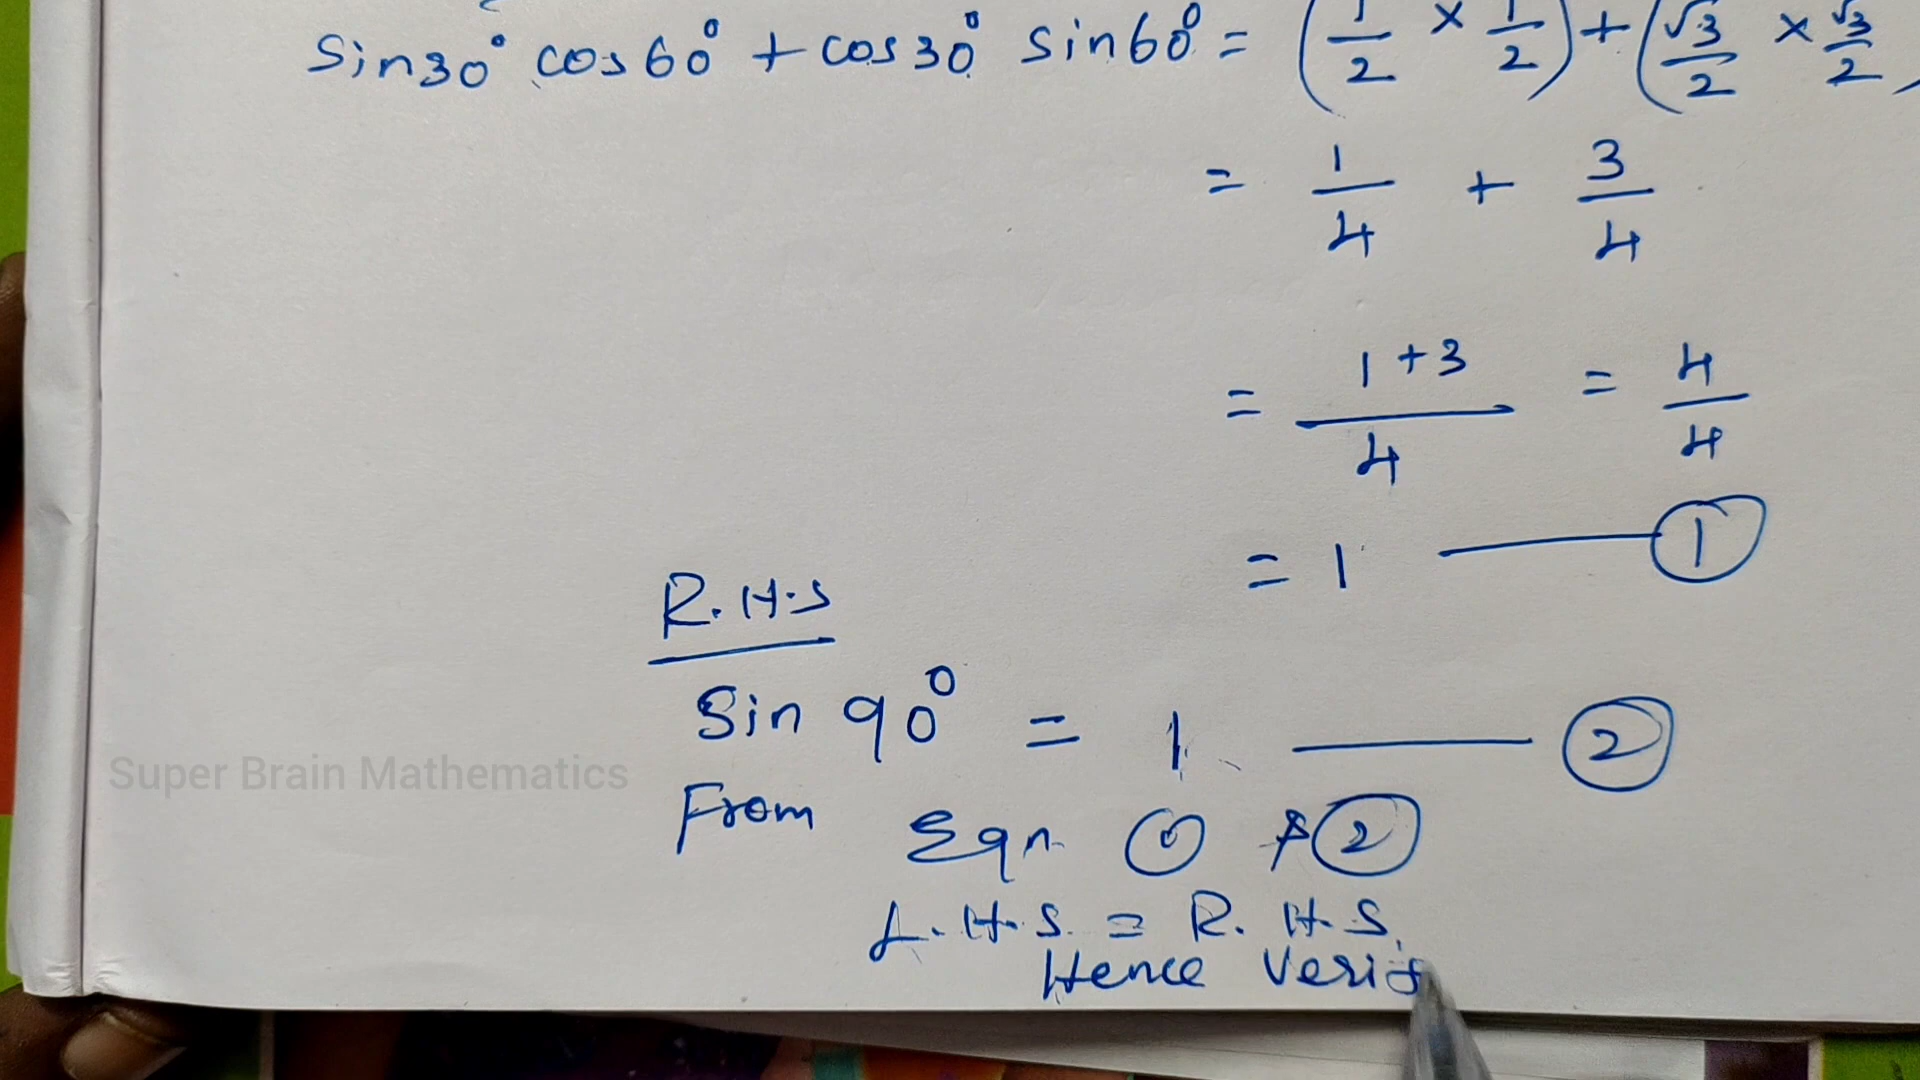 Sin30° cos60° + cos30° sin60° = (1/2 × 1/2) + (√3/2 × √3/2)
= 1/4 + 3/4
= 1+3/4 = 4/4
= 1 —— ①
R.H.S
Sin 90° = 1 —— ②
Super Brain Mathematics
From Eqn ① & ②
L.H.S. = R.H.S.
Hence Verif